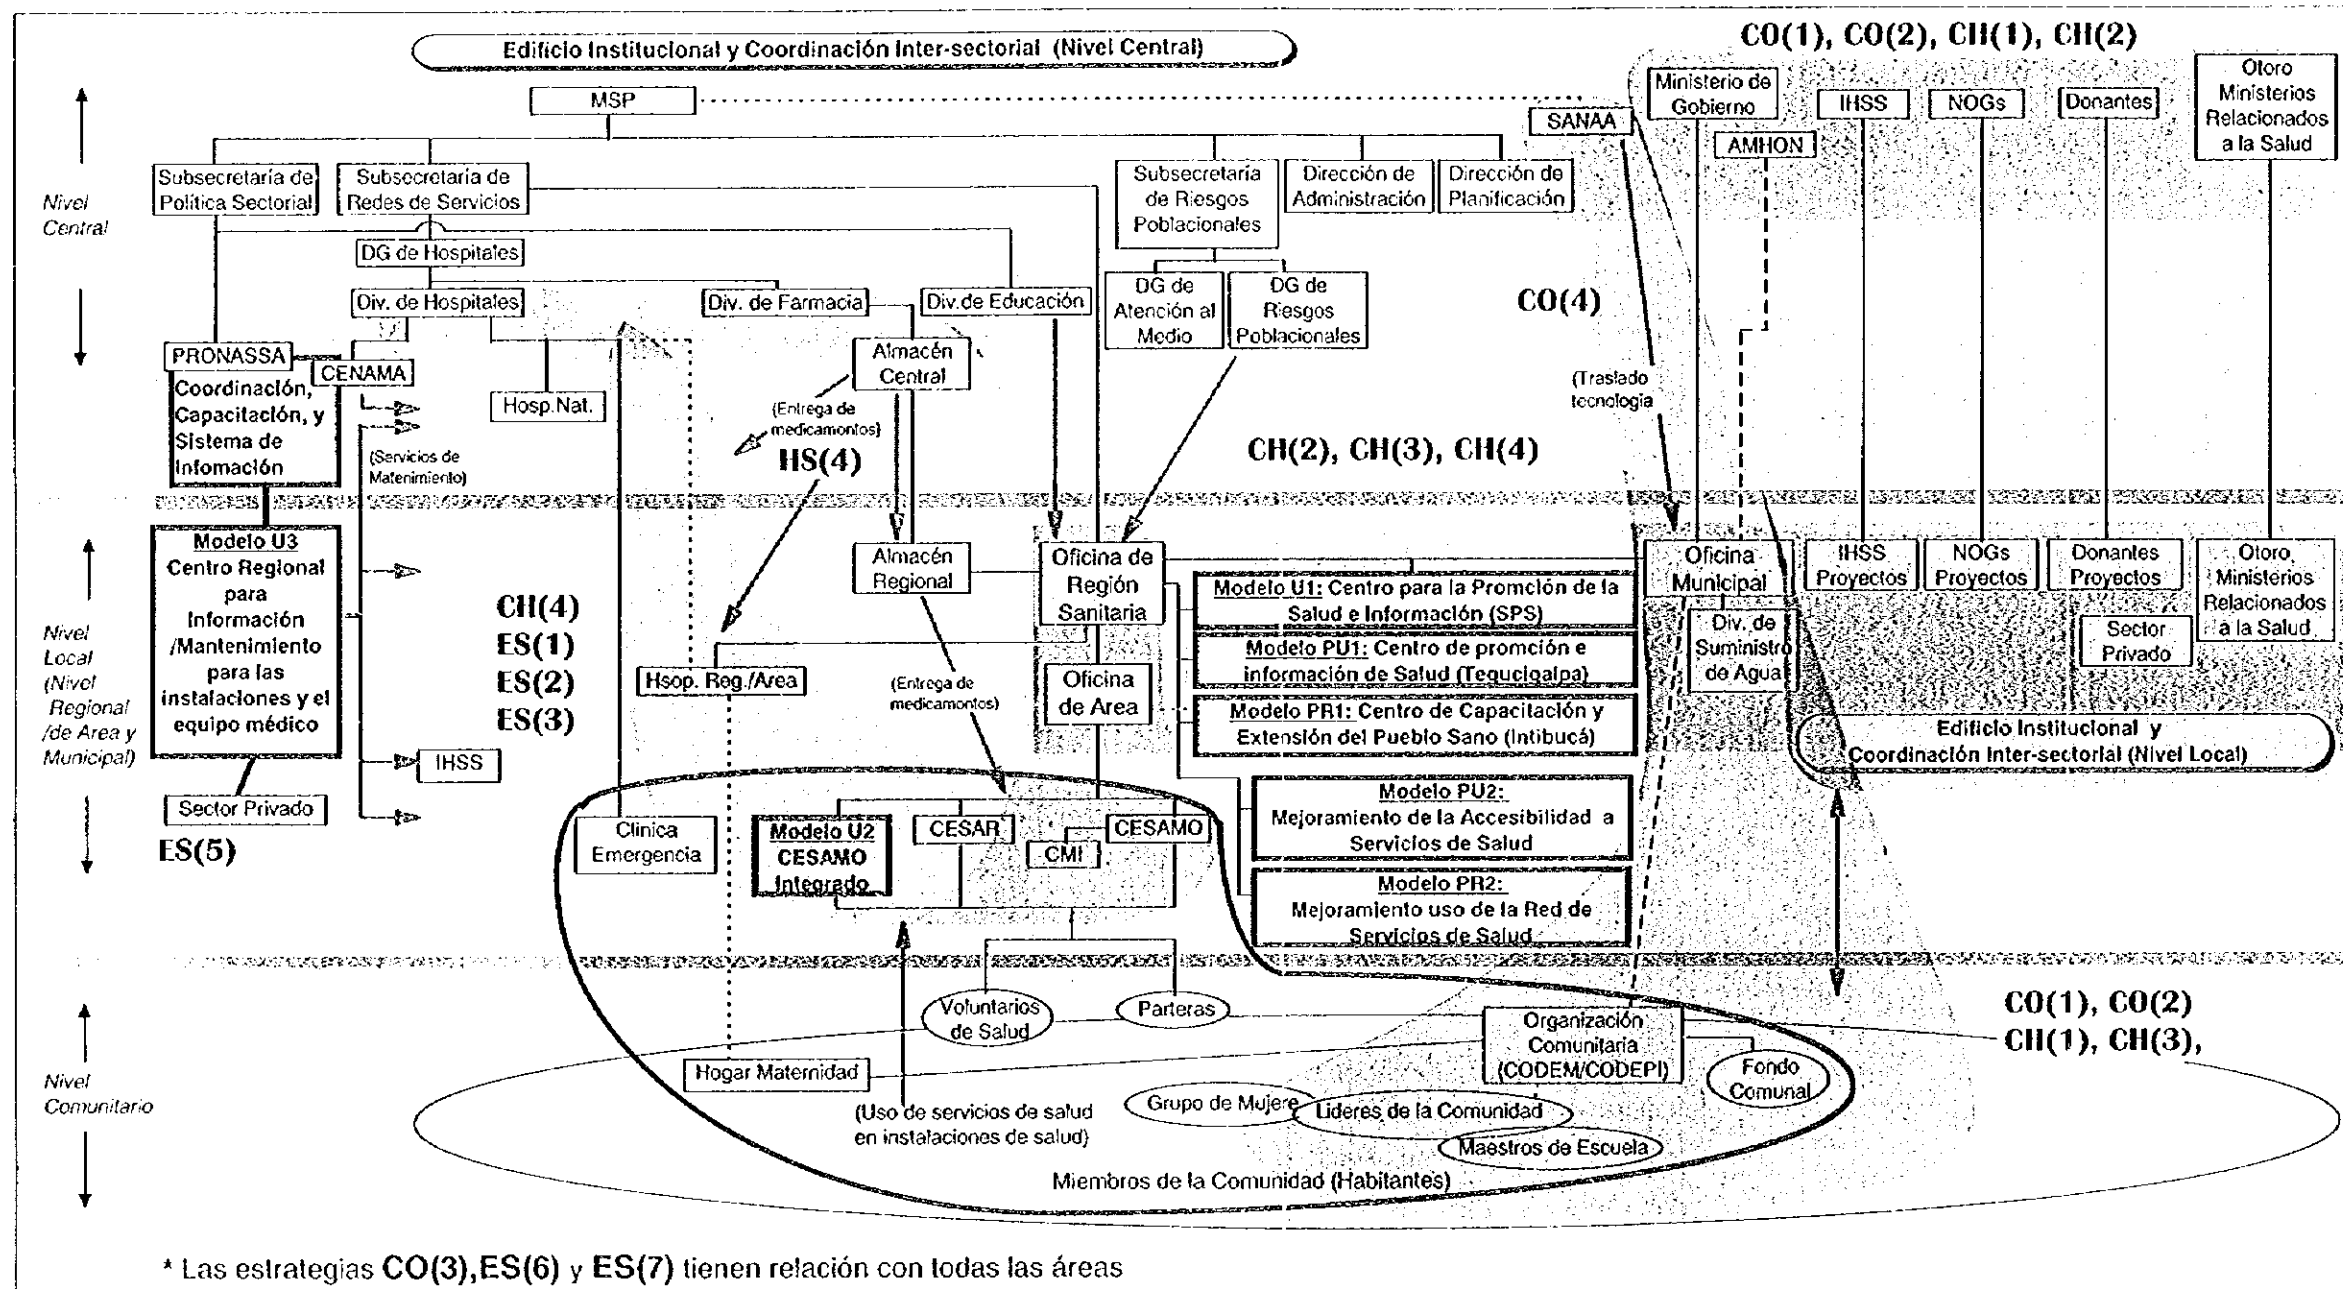 Edificio Institucional y Coordinación Inter-sectorial (Nivel Central)
CO(1), CO(2), CH(1), CH(2)
MSP
SANAA
Ministerio de
Gobierno
AMHON
IHSS
NOGs
Donantes
Otoro
Ministerios
Relacionados
a la Salud
Nivel
Central
Subsecretaría de
Política Sectorial
Subsecretaría de
Redes de Servicios
Subsecretaría
de Riesgos
Poblacionales
Dirección de
Administración
Dirección de
Planificación
DG de Hospitales
Div. de Hospitales
Div. de Farmacia
Div.de Educación
DG de
Atención al
Medio
DG de
Riesgos
Poblacionales
CO(4)
PRONASSA
CENAMA
Coordinación,
Capacitación, y
Sistema de
Infomación
Hosp.Nat.
Almacén
Central
(Entrega de
medicamontos)
HS(4)
(Servicios de
Matenimiento)
(Traslado
tecnología
CH(2), CH(3), CH(4)
Nivel
Local
(Nivel
Regional
/de Area y
Municipal)
Modelo U3
Centro Regional
para
Información
/Mantenimiento
para las
instalaciones y el
equipo médico
CH(4)
ES(1)
ES(2)
ES(3)
IHSS
Sector Privado
ES(5)
Almacén
Regional
Oficina de
Región
Sanitaria
Hsop. Reg./Area
(Entrega de
medicamontos)
Oficina
de Area
Modelo U1: Centro para la Promción de la
Salud e Información (SPS)
Modelo PU1: Centro de promción e
información de Salud (Tequcigalpa)
Modelo PR1: Centro de Capacitación y
Extensión del Pueblo Sano (Intibucá)
Modelo PU2:
Mejoramiento de la Accesibilidad a
Servicios de Salud
Modelo PR2:
Mejoramiento uso de la Red de
Servicios de Salud
Oficina
Municipal
Div. de
Suministro
de Agua
IHSS
Proyectos
NOGs
Proyectos
Donantes
Proyectos
Sector
Privado
Otoro
Ministerios
Relacionados
a la Salud
Edificio Institucional y
Coordinación Inter-sectorial (Nivel Local)
Clínica
Emergencia
Modelo U2
CESAMO
Integrado
CESAR
CMI
CESAMO
Nivel
Comunitario
Voluntarios
de Salud
Parteras
Hogar Maternidad
(Uso de servicios de salud
en instalaciones de salud)
Organización
Comunitaria
(CODEM/CODEPI)
Fondo
Comunal
Grupo de Mujere
Lideres de la Comunidad
Maestros de Escuela
Miembros de la Comunidad (Habitantes)
CO(1), CO(2)
CH(1), CH(3),
* Las estrategias CO(3),ES(6) y ES(7) tienen relación con todas las áreas